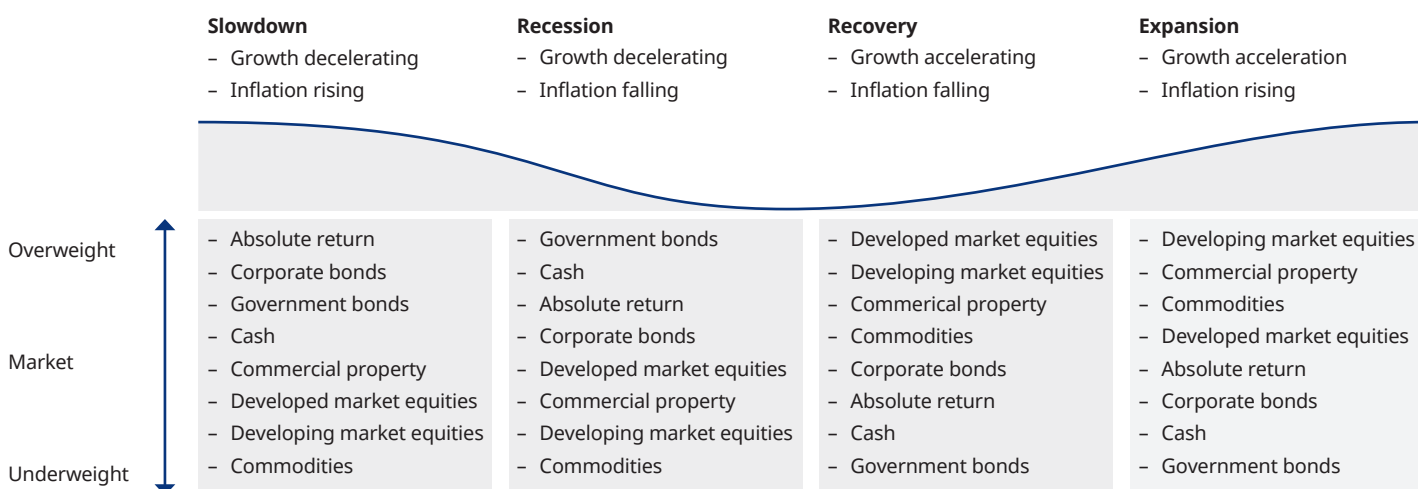 Slowdown
– Growth decelerating
– Inflation rising
Recession
– Growth decelerating
– Inflation falling
Recovery
– Growth accelerating
– Inflation falling
Expansion
– Growth acceleration
– Inflation rising
Overweight
Market
Underweight
– Absolute return
– Corporate bonds
– Government bonds
– Cash
– Commercial property
– Developed market equities
– Developing market equities
– Commodities
– Government bonds
– Cash
– Absolute return
– Corporate bonds
– Developed market equities
– Commercial property
– Developing market equities
– Commodities
– Developed market equities
– Developing market equities
– Commerical property
– Commodities
– Corporate bonds
– Absolute return
– Cash
– Government bonds
– Developing market equities
– Commercial property
– Commodities
– Developed market equities
– Absolute return
– Corporate bonds
– Cash
– Government bonds